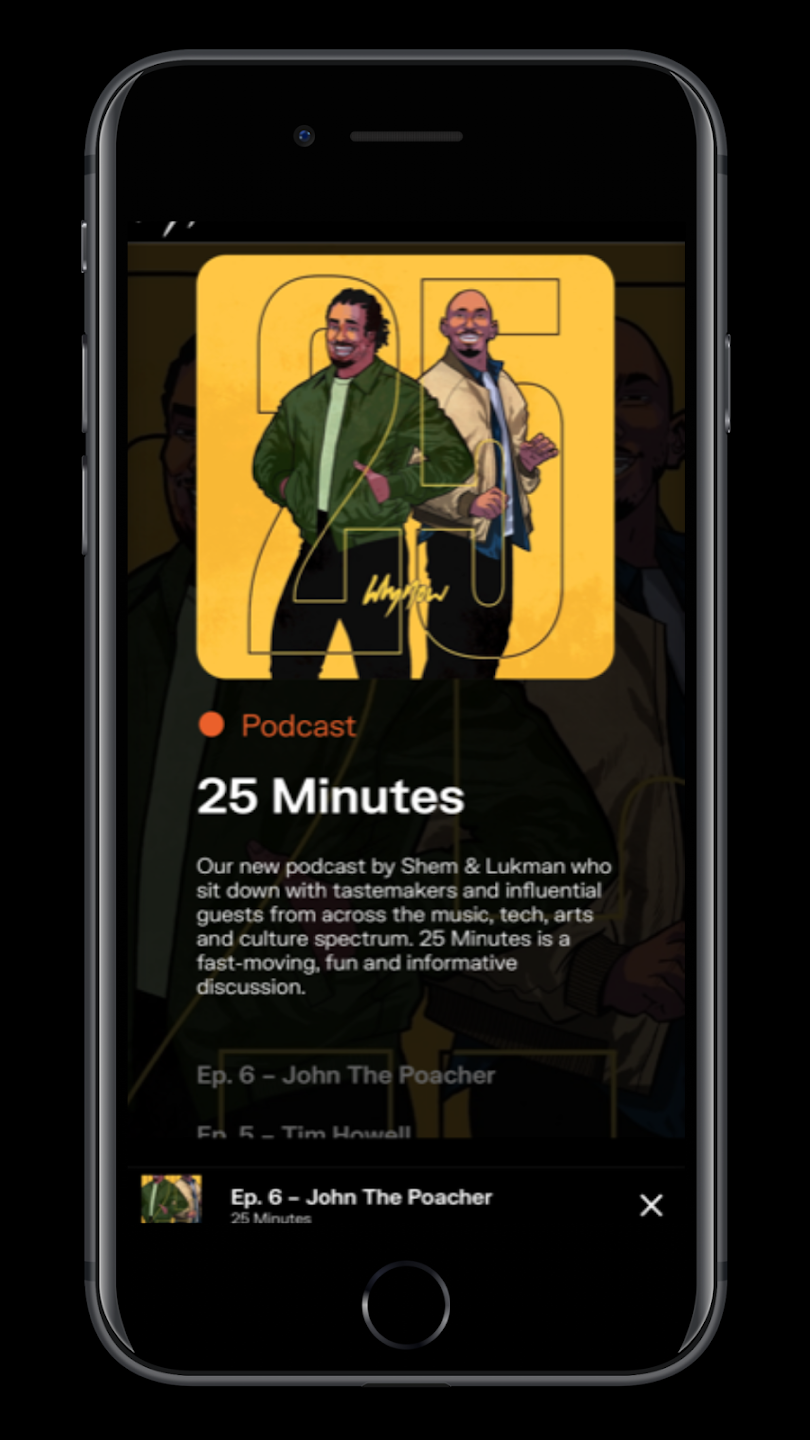 25
whynow
Podcast
25 Minutes
Our new podcast by Shem & Lukman who
sit down with tastemakers and influential
guests from across the music, tech, arts
and culture spectrum. 25 Minutes is a
fast-moving, fun and informative
discussion.
Ep. 6 – John The Poacher
Ep. 5 – Tim Howell
Ep. 6 – John The Poacher
25 Minutes